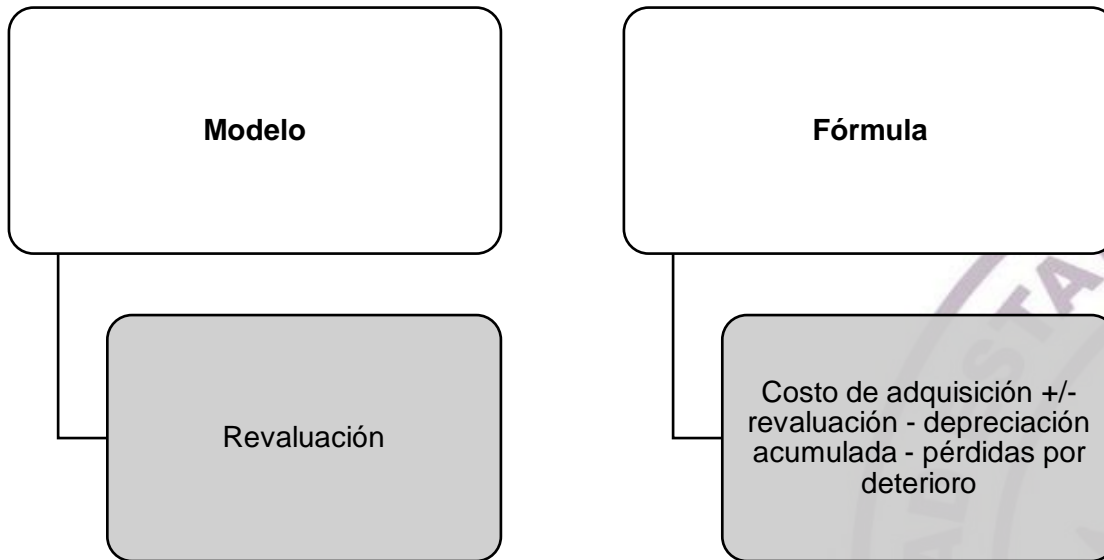 Modelo
Fórmula
Revaluación
Costo de adquisición +/-
revaluación - depreciación
acumulada - pérdidas por
deterioro